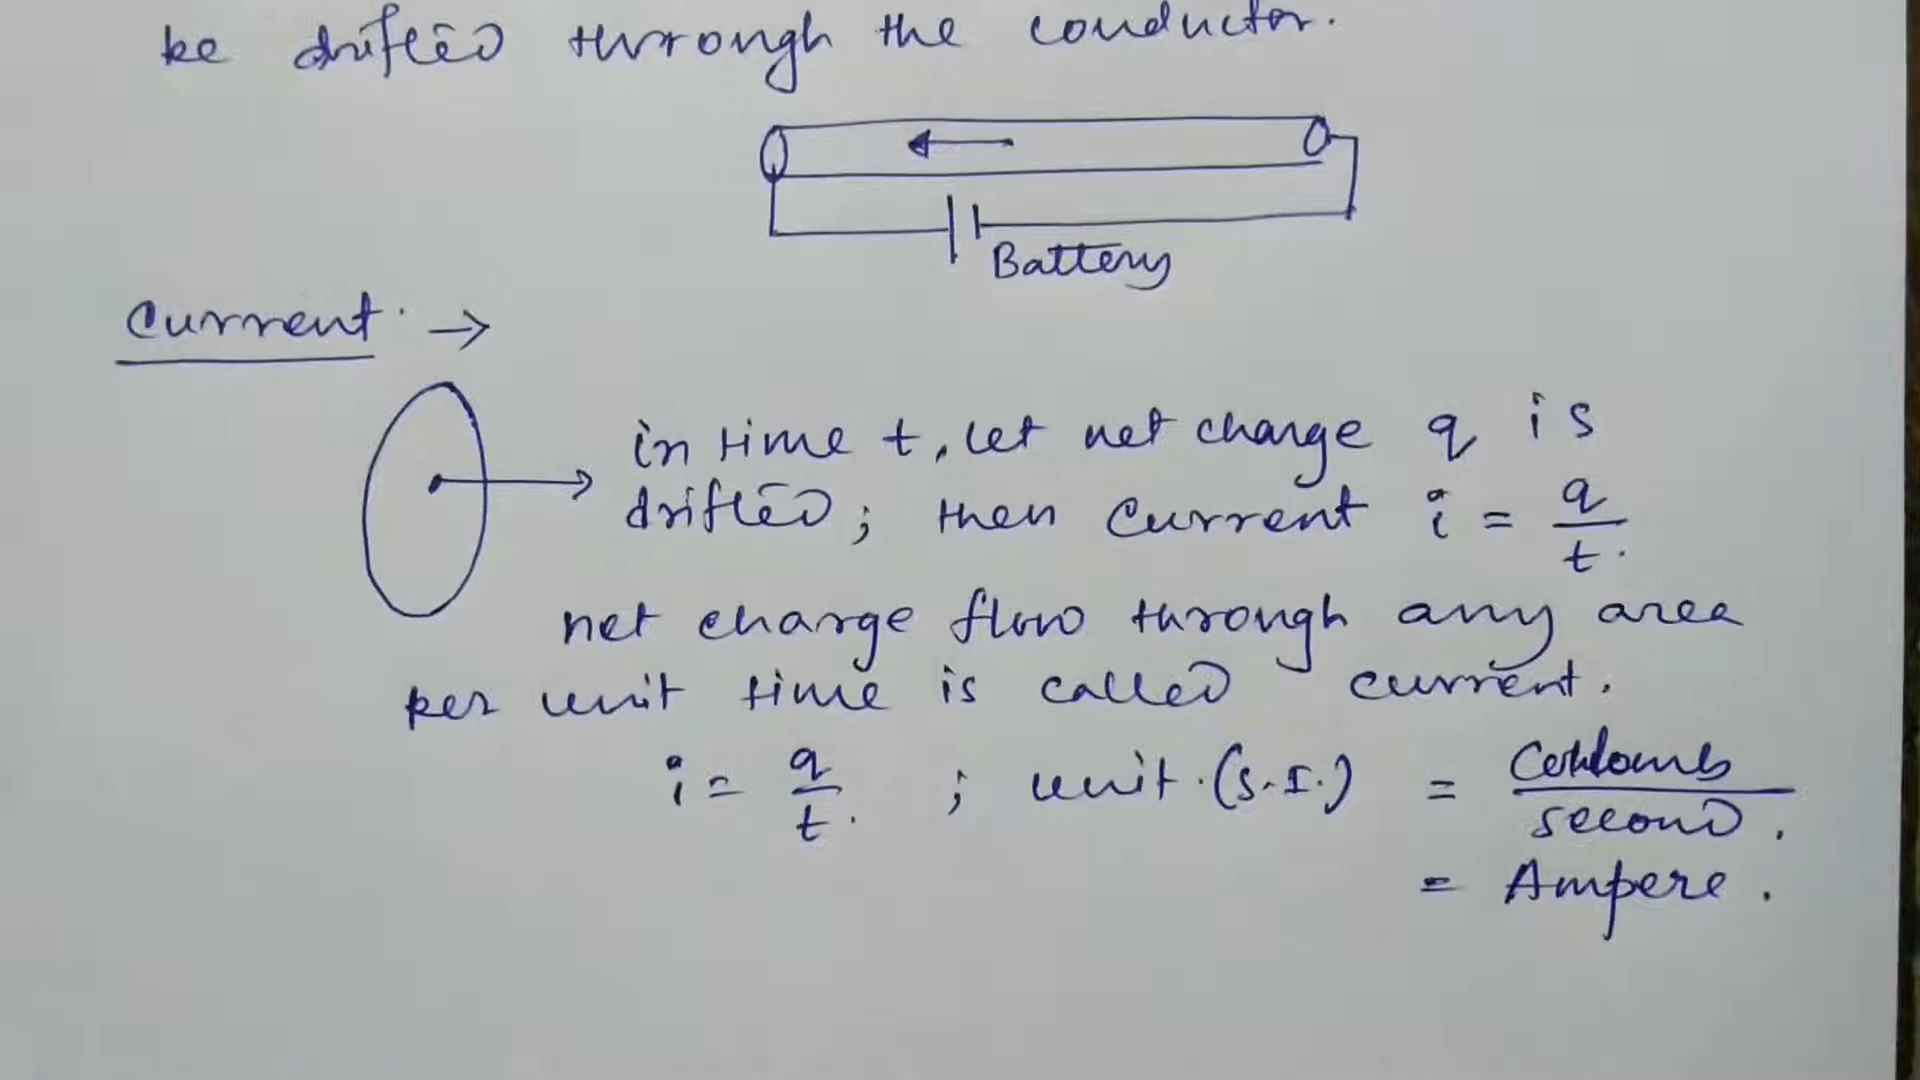 be drifted through the conductor.
Battery
Current →
in time t, let net charge q is
drifted; then current i = q/t.
net charge flow through any area
per unit time is called current.
i = q/t. ; unit.(S.I.) = Coulomb/second.
= Ampere.